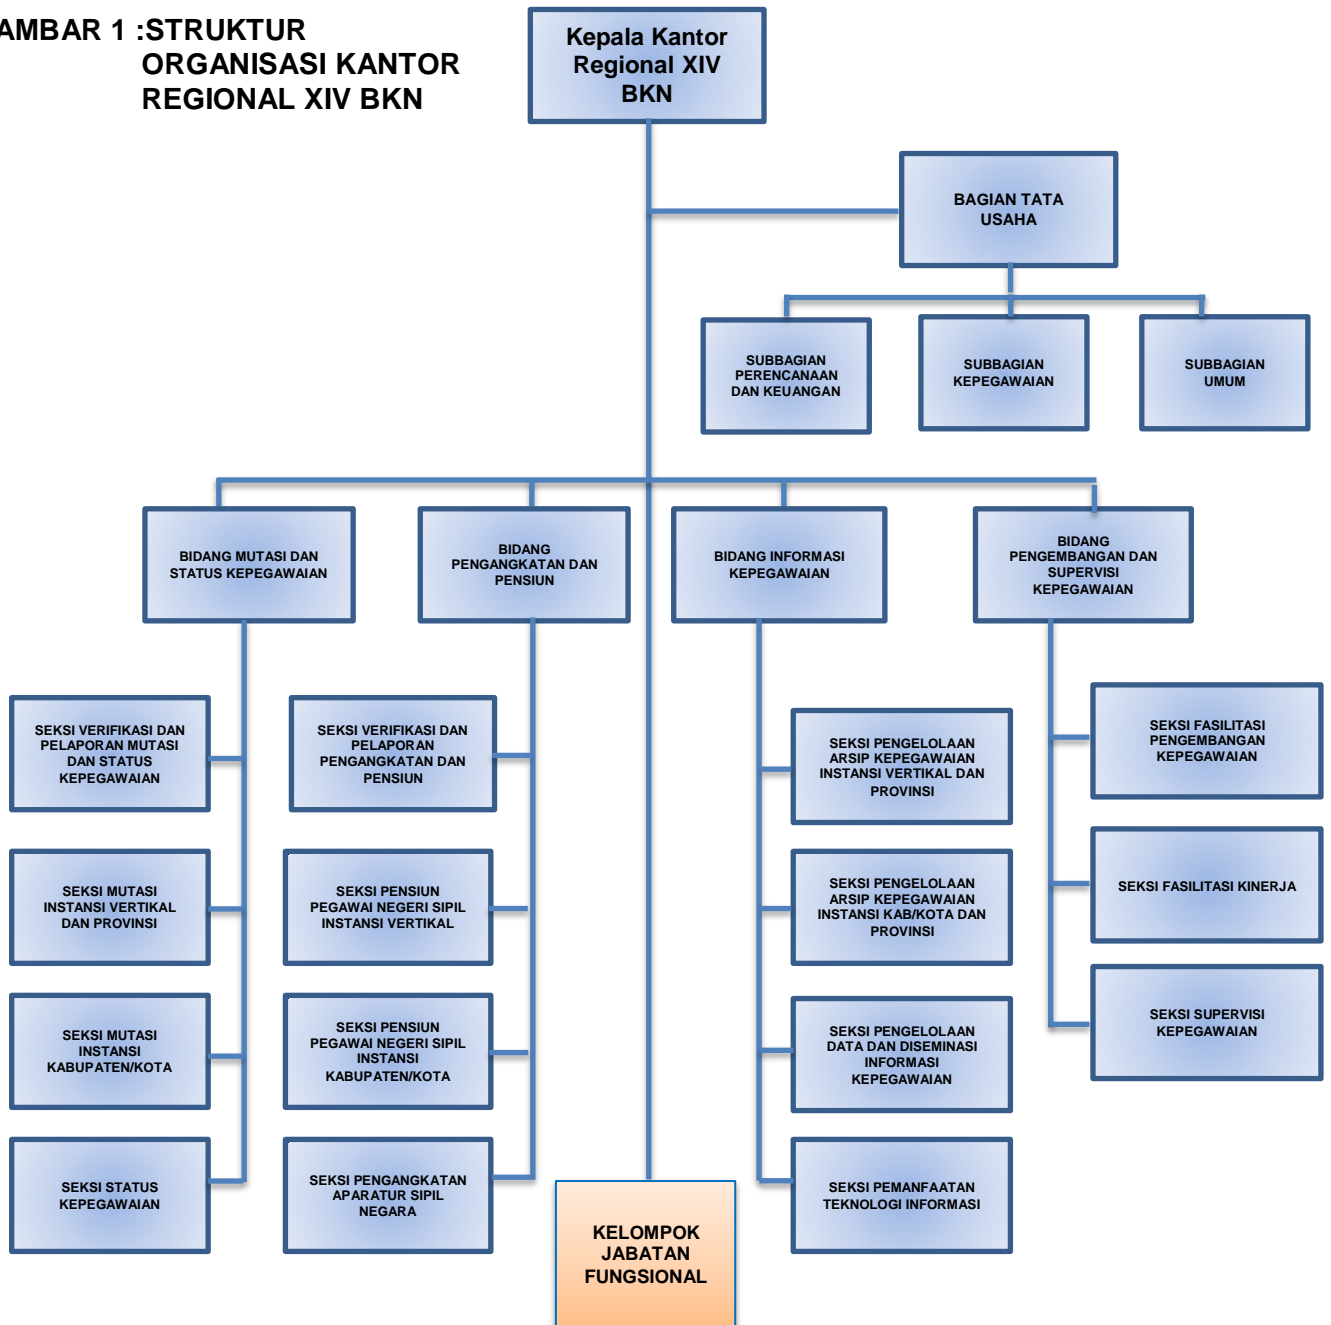 AMBAR 1 :STRUKTUR
ORGANISASI KANTOR
REGIONAL XIV BKN
Kepala Kantor
Regional XIV
BKN
BAGIAN TATA
USAHA
SUBBAGIAN
PERENCANAA
DAN KEUANGAN
SUBBAGIAN
KEPEGAWAIAN
SUBBAGIAN
UMUM
BIDANG MUTASI DAN
STATUS KEPEGAWAIAN
BIDANG
PENGANGKATAN DAN
PENSIUN
BIDANG INFORMASI
KEPEGAWAIAN
BIDANG
PENGEMBANGAN DAN
SUPERVISI
KEPEGAWAIAN
SEKSI VERIFIKASI DAN
PELAPORAN MUTASI
DAN STATUS
KEPEGAWAIAN
SEKSI MUTASI
INSTANSI VERTIKAL
DAN PROVINSI
SEKSI MUTASI
INSTANSI
KABUPATEN/KOTA
SEKSI STATUS
KEPEGAWAIAN
SEKSI VERIFIKASI DAN
PELAPORAN
PENGANGKATAN DAN
PENSIUN
SEKSI PENSIUN
PEGAWAI NEGERI SIPIL
INSTANSI VERTIKAL
SEKSI PENSIUN
PEGAWAI NEGERI SIPIL
INSTANSI
KABUPATEN/KOTA
SEKSI PENGANGKATAN
APARATUR SIPIL
NEGARA
SEKSI PENGELOLAAN
ARSIP KEPEGAWAIAN
INSTANSI VERTIKAL DAN
PROVINSI
SEKSI PENGELOLAAN
ARSIP KEPEGAWAIAN
INSTANSI KAB/KOTA DAN
PROVINSI
SEKSI PENGELOLAAN
DATA DAN DISEMINASI
INFORMASI
KEPEGAWAIAN
SEKSI PEMANFAATAN
TEKNOLOGI INFORMASI
SEKSI FASILITASI
PENGEMBANGAN
KEPEGAWAIAN
SEKSI FASILITASI KINERJA
SEKSI SUPERVISI
KEPEGAWAIAN
KELOMPOK
JABATAN
FUNGSIONAL